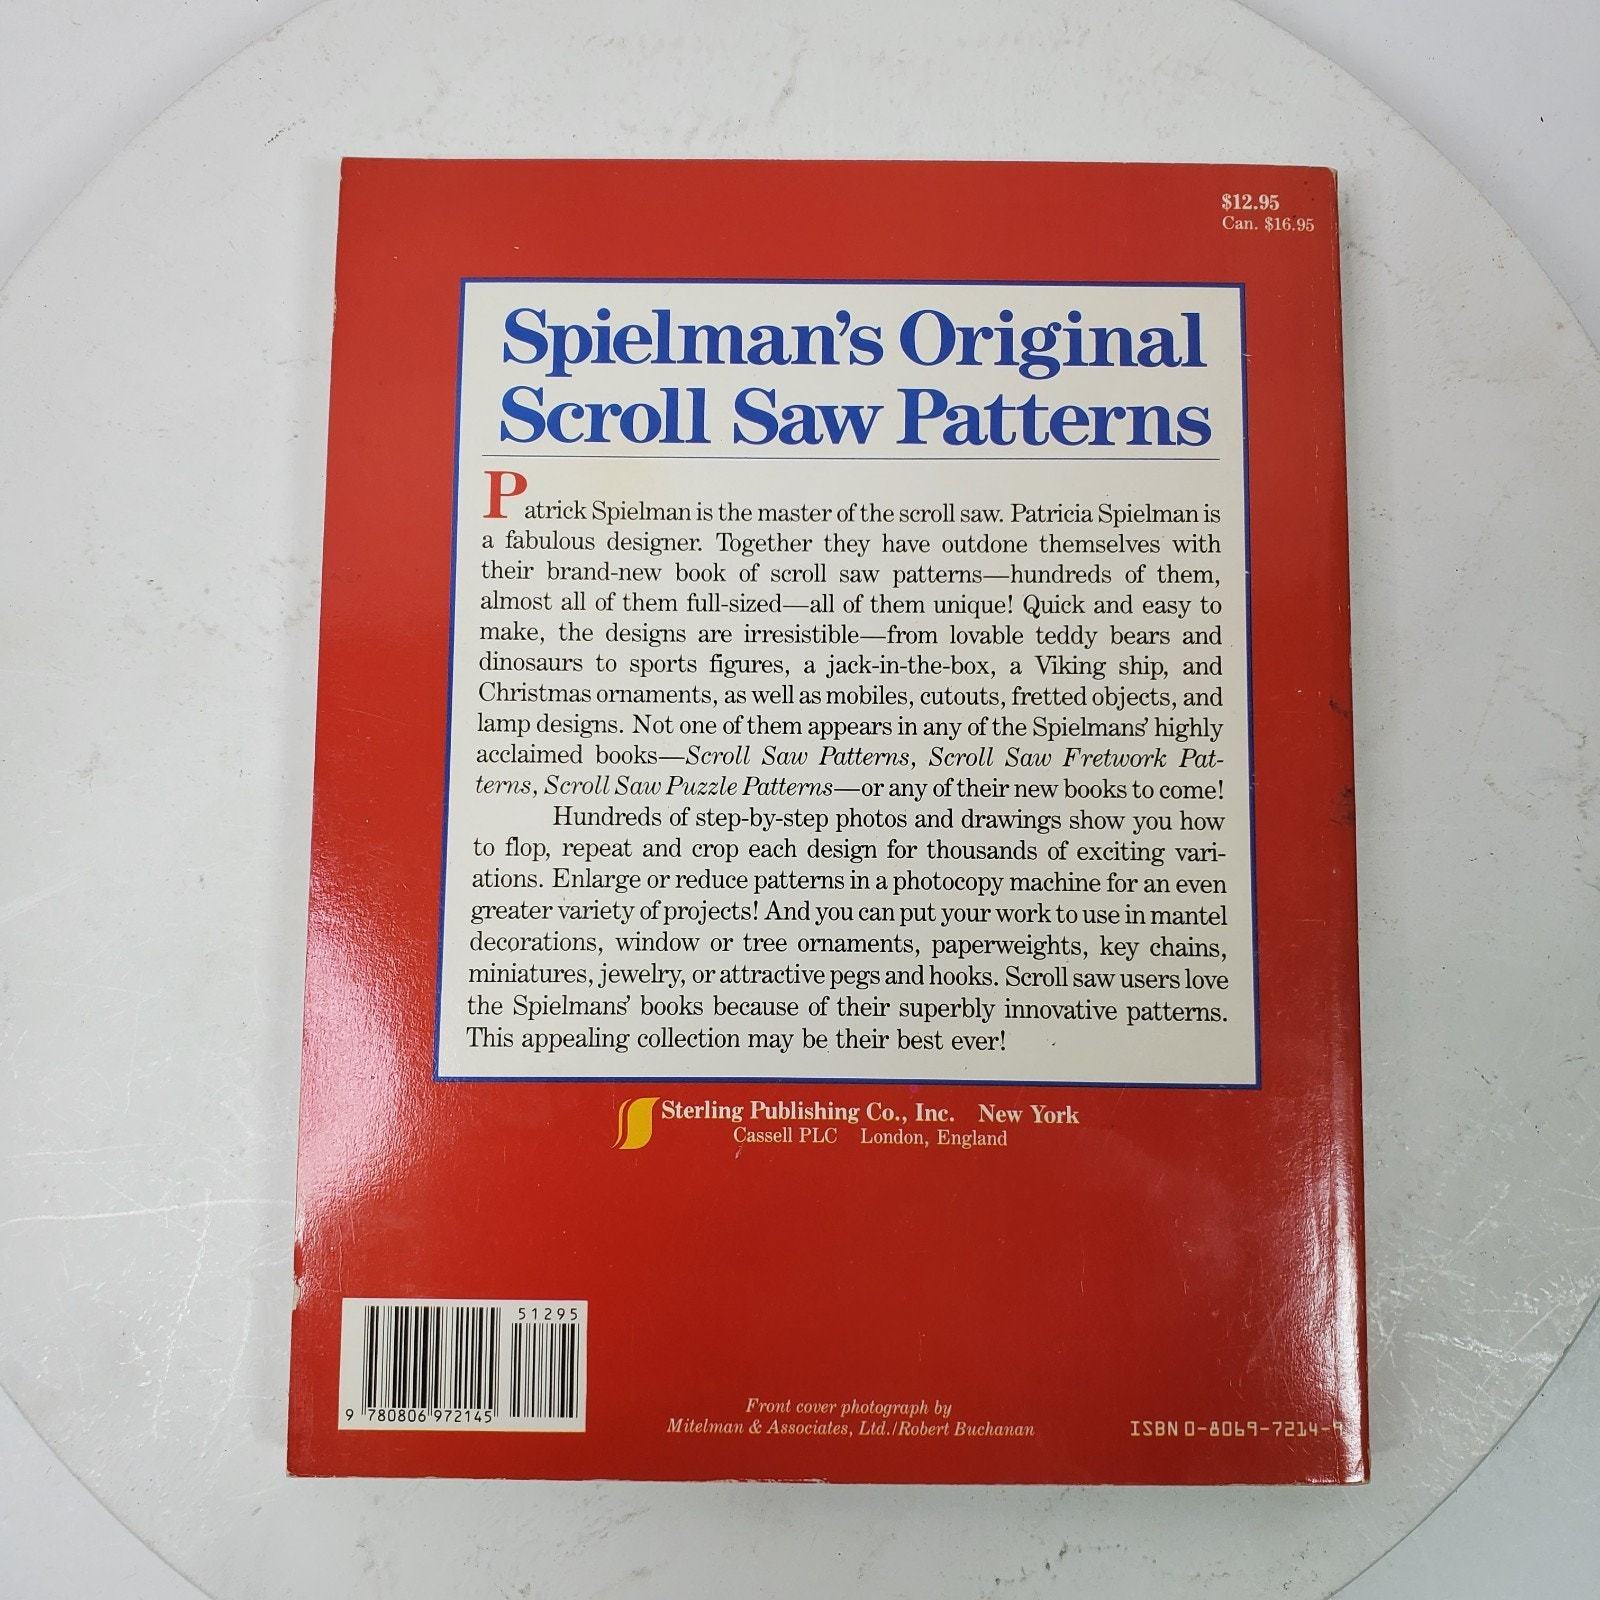 $12.95
Can. $16.95
Spielman's Original
Scroll Saw Patterns
Patrick Spielman is the master of the scroll saw. Patricia Spielman is
a fabulous designer. Together they have outdone themselves with
their brand-new book of scroll saw patterns—hundreds of them,
almost all of them full-sized—all of them unique! Quick and easy to
make, the designs are irresistible—from lovable teddy bears and
dinosaurs to sports figures, a jack-in-the-box, a Viking ship, and
Christmas ornaments, as well as mobiles, cutouts, fretted objects, and
lamp designs. Not one of them appears in any of the Spielmans' highly
acclaimed books—Scroll Saw Patterns, Scroll Saw Fretwork Pat-
terns, Scroll Saw Puzzle Patterns—or any of their new books to come!
Hundreds of step-by-step photos and drawings show you how
to flop, repeat and crop each design for thousands of exciting vari-
ations. Enlarge or reduce patterns in a photocopy machine for an even
greater variety of projects! And you can put your work to use in mantel
decorations, window or tree ornaments, paperweights, key chains,
miniatures, jewelry, or attractive pegs and hooks. Scroll saw users love
the Spielmans' books because of their superbly innovative patterns.
This appealing collection may be their best ever!
Sterling Publishing Co., Inc. New York
Cassell PLC London, England
51295
9 780806 972145
Front cover photograph by
Mitelman & Associates, Ltd./Robert Buchanan
ISBN 0-8069-7214-9